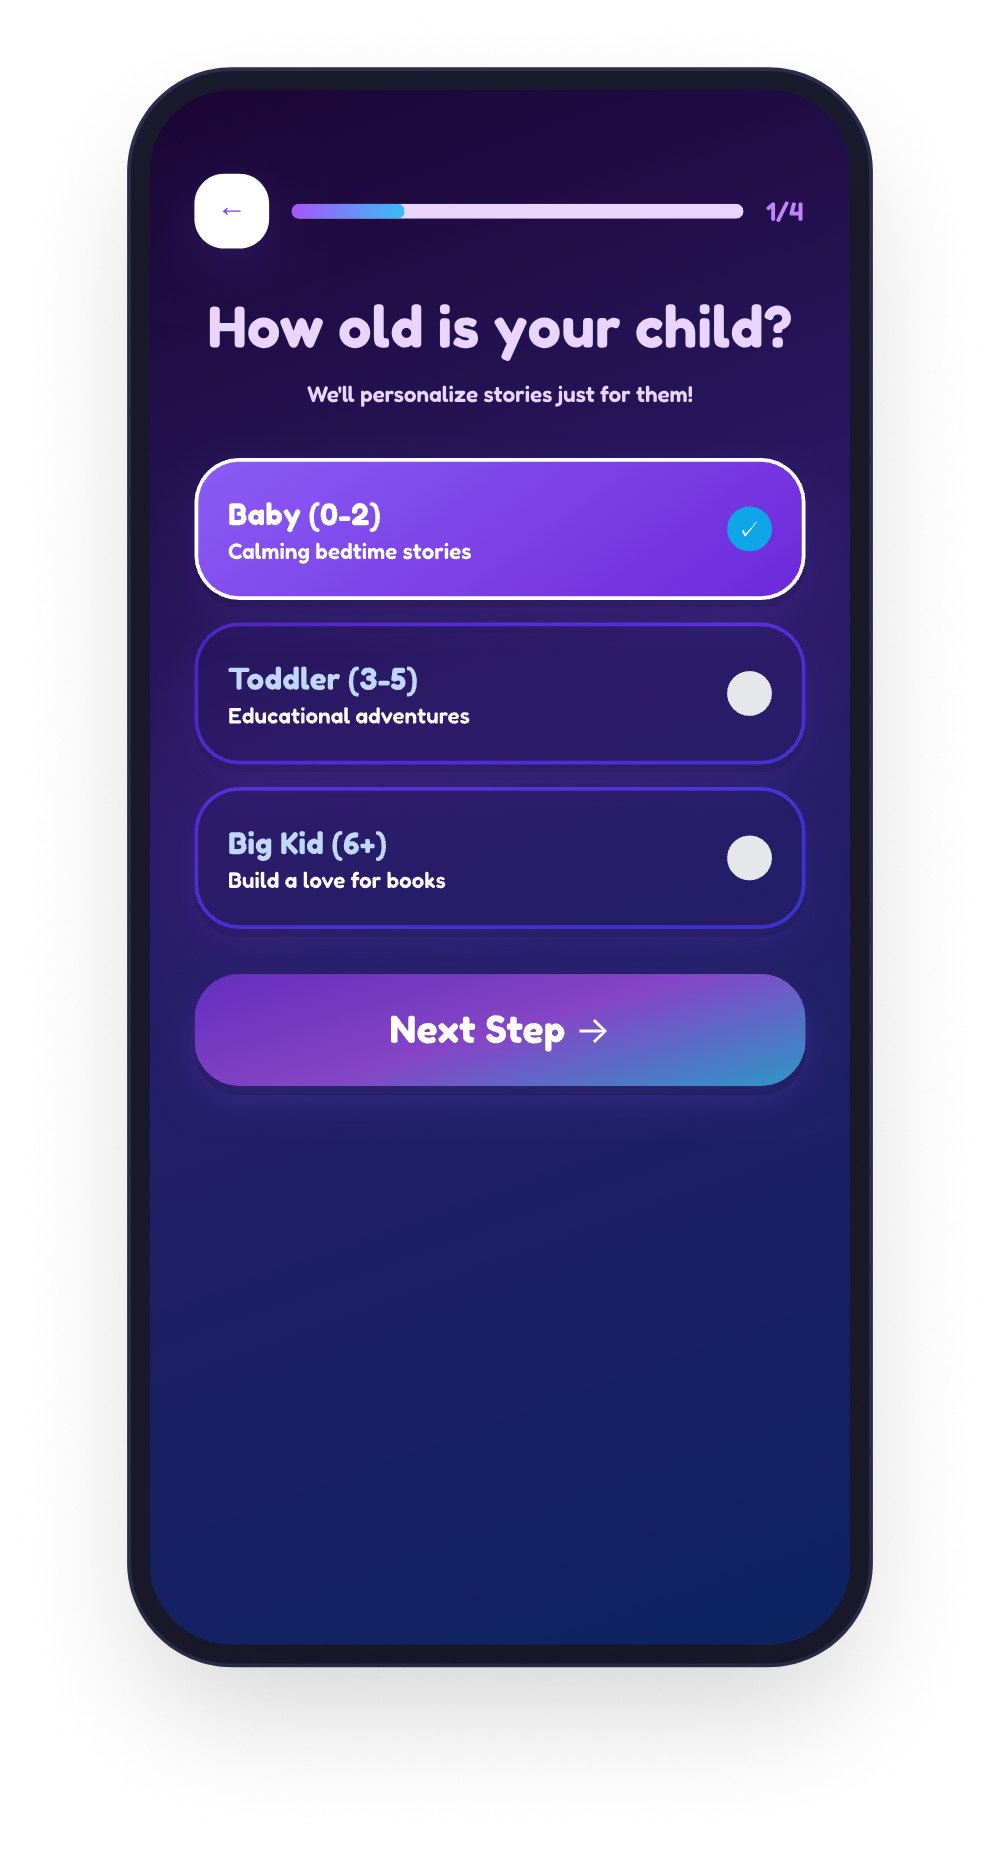 ← 1/4
How old is your child?
We'll personalize stories just for them!
Baby (0-2)
Calming bedtime stories
✓
Toddler (3-5)
Educational adventures
Big Kid (6+)
Build a love for books
Next Step →